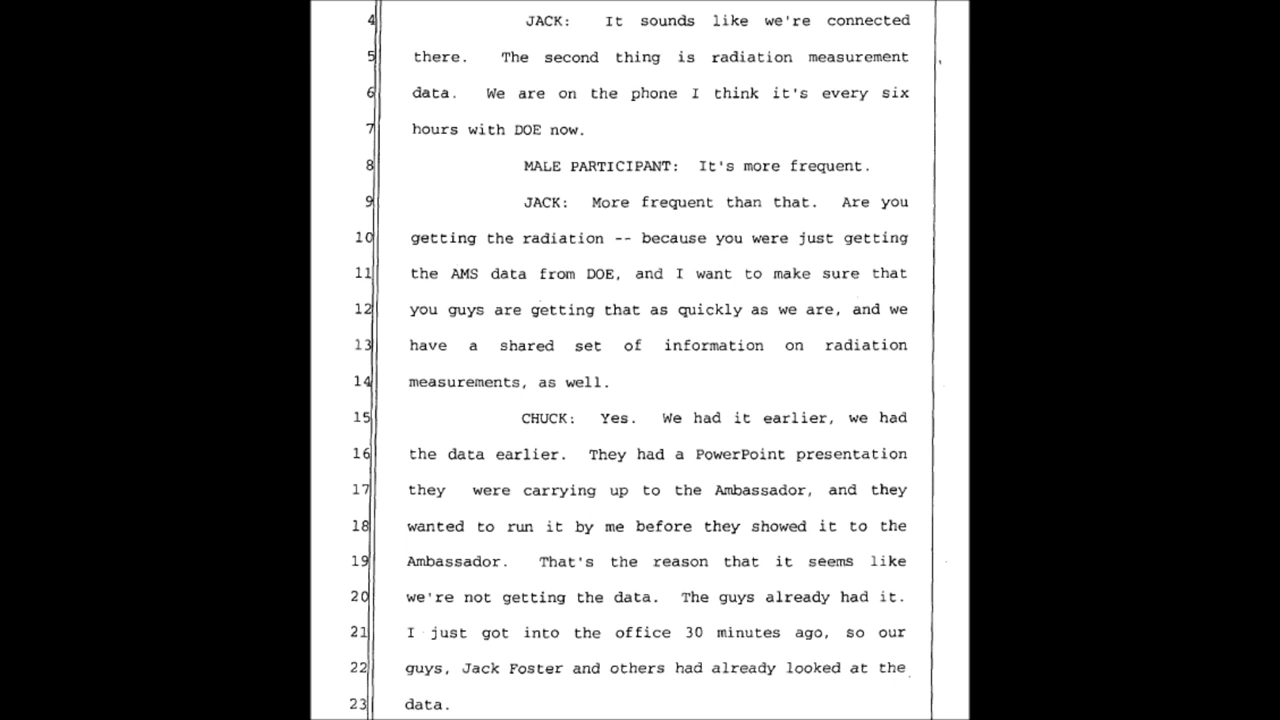 4 JACK: It sounds like we're connected
5 there. The second thing is radiation measurement
6 data. We are on the phone I think it's every six
7 hours with DOE now.
8 MALE PARTICIPANT: It's more frequent.
9 JACK: More frequent than that. Are you
10 getting the radiation -- because you were just getting
11 the AMS data from DOE, and I want to make sure that
12 you guys are getting that as quickly as we are, and we
13 have a shared set of information on radiation
14 measurements, as well.
15 CHUCK: Yes. We had it earlier, we had
16 the data earlier. They had a PowerPoint presentation
17 they were carrying up to the Ambassador, and they
18 wanted to run it by me before they showed it to the
19 Ambassador. That's the reason that it seems like
20 we're not getting the data. The guys already had it.
21 I just got into the office 30 minutes ago, so our
22 guys, Jack Foster and others had already looked at the
23 data.